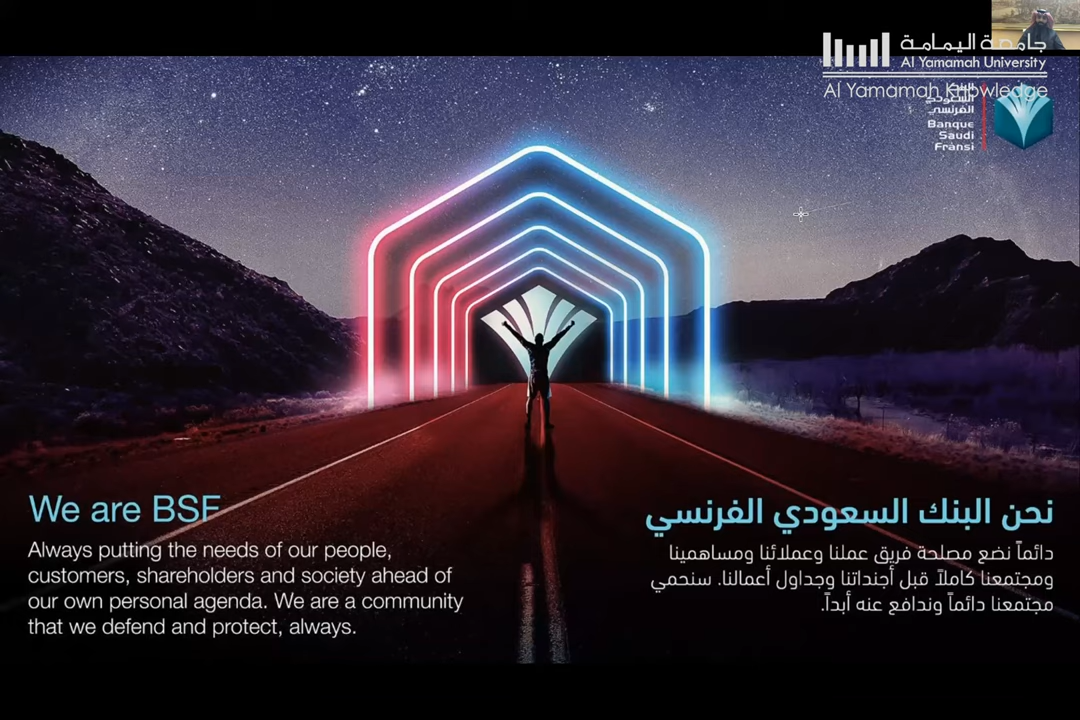 جامعة اليمامة
Al Yamamah University
Al Yamamah Knowledge
السعودي
الفرنسي
Banque
Saudi
Fransi
We are BSF
Always putting the needs of our people,
customers, shareholders and society ahead of
our own personal agenda. We are a community
that we defend and protect, always.
نحن البنك السعودي الفرنسي
دائماً نضع مصلحة فريق عملنا وعملائنا ومساهمينا
ومجتمعنا كاملاً قبل أجنداتنا وجداول أعمالنا. سنحمي
مجتمعنا دائماً وندافع عنه أبداً.